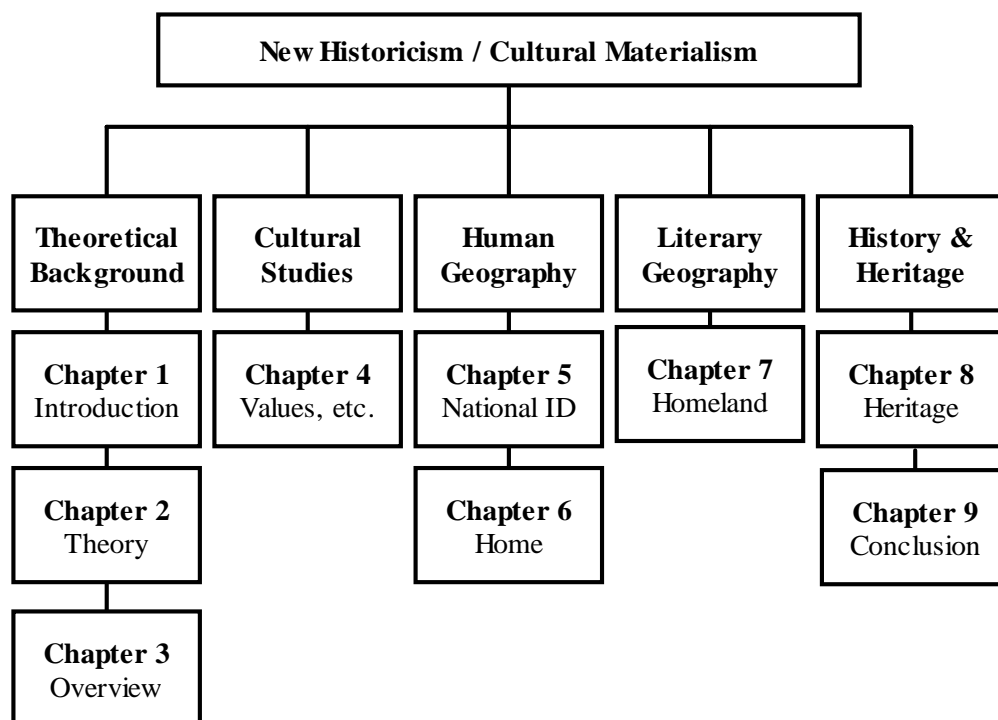 New Historicism / Cultural Materialism
Theoretical
Background
Cultural
Studies
Human
Geography
Literary
Geography
History &
Heritage
Chapter 1
Introduction
Chapter 4
Values, etc.
Chapter 5
National ID
Chapter 7
Homeland
Chapter 8
Heritage
Chapter 2
Theory
Chapter 6
Home
Chapter 9
Conclusion
Chapter 3
Overview